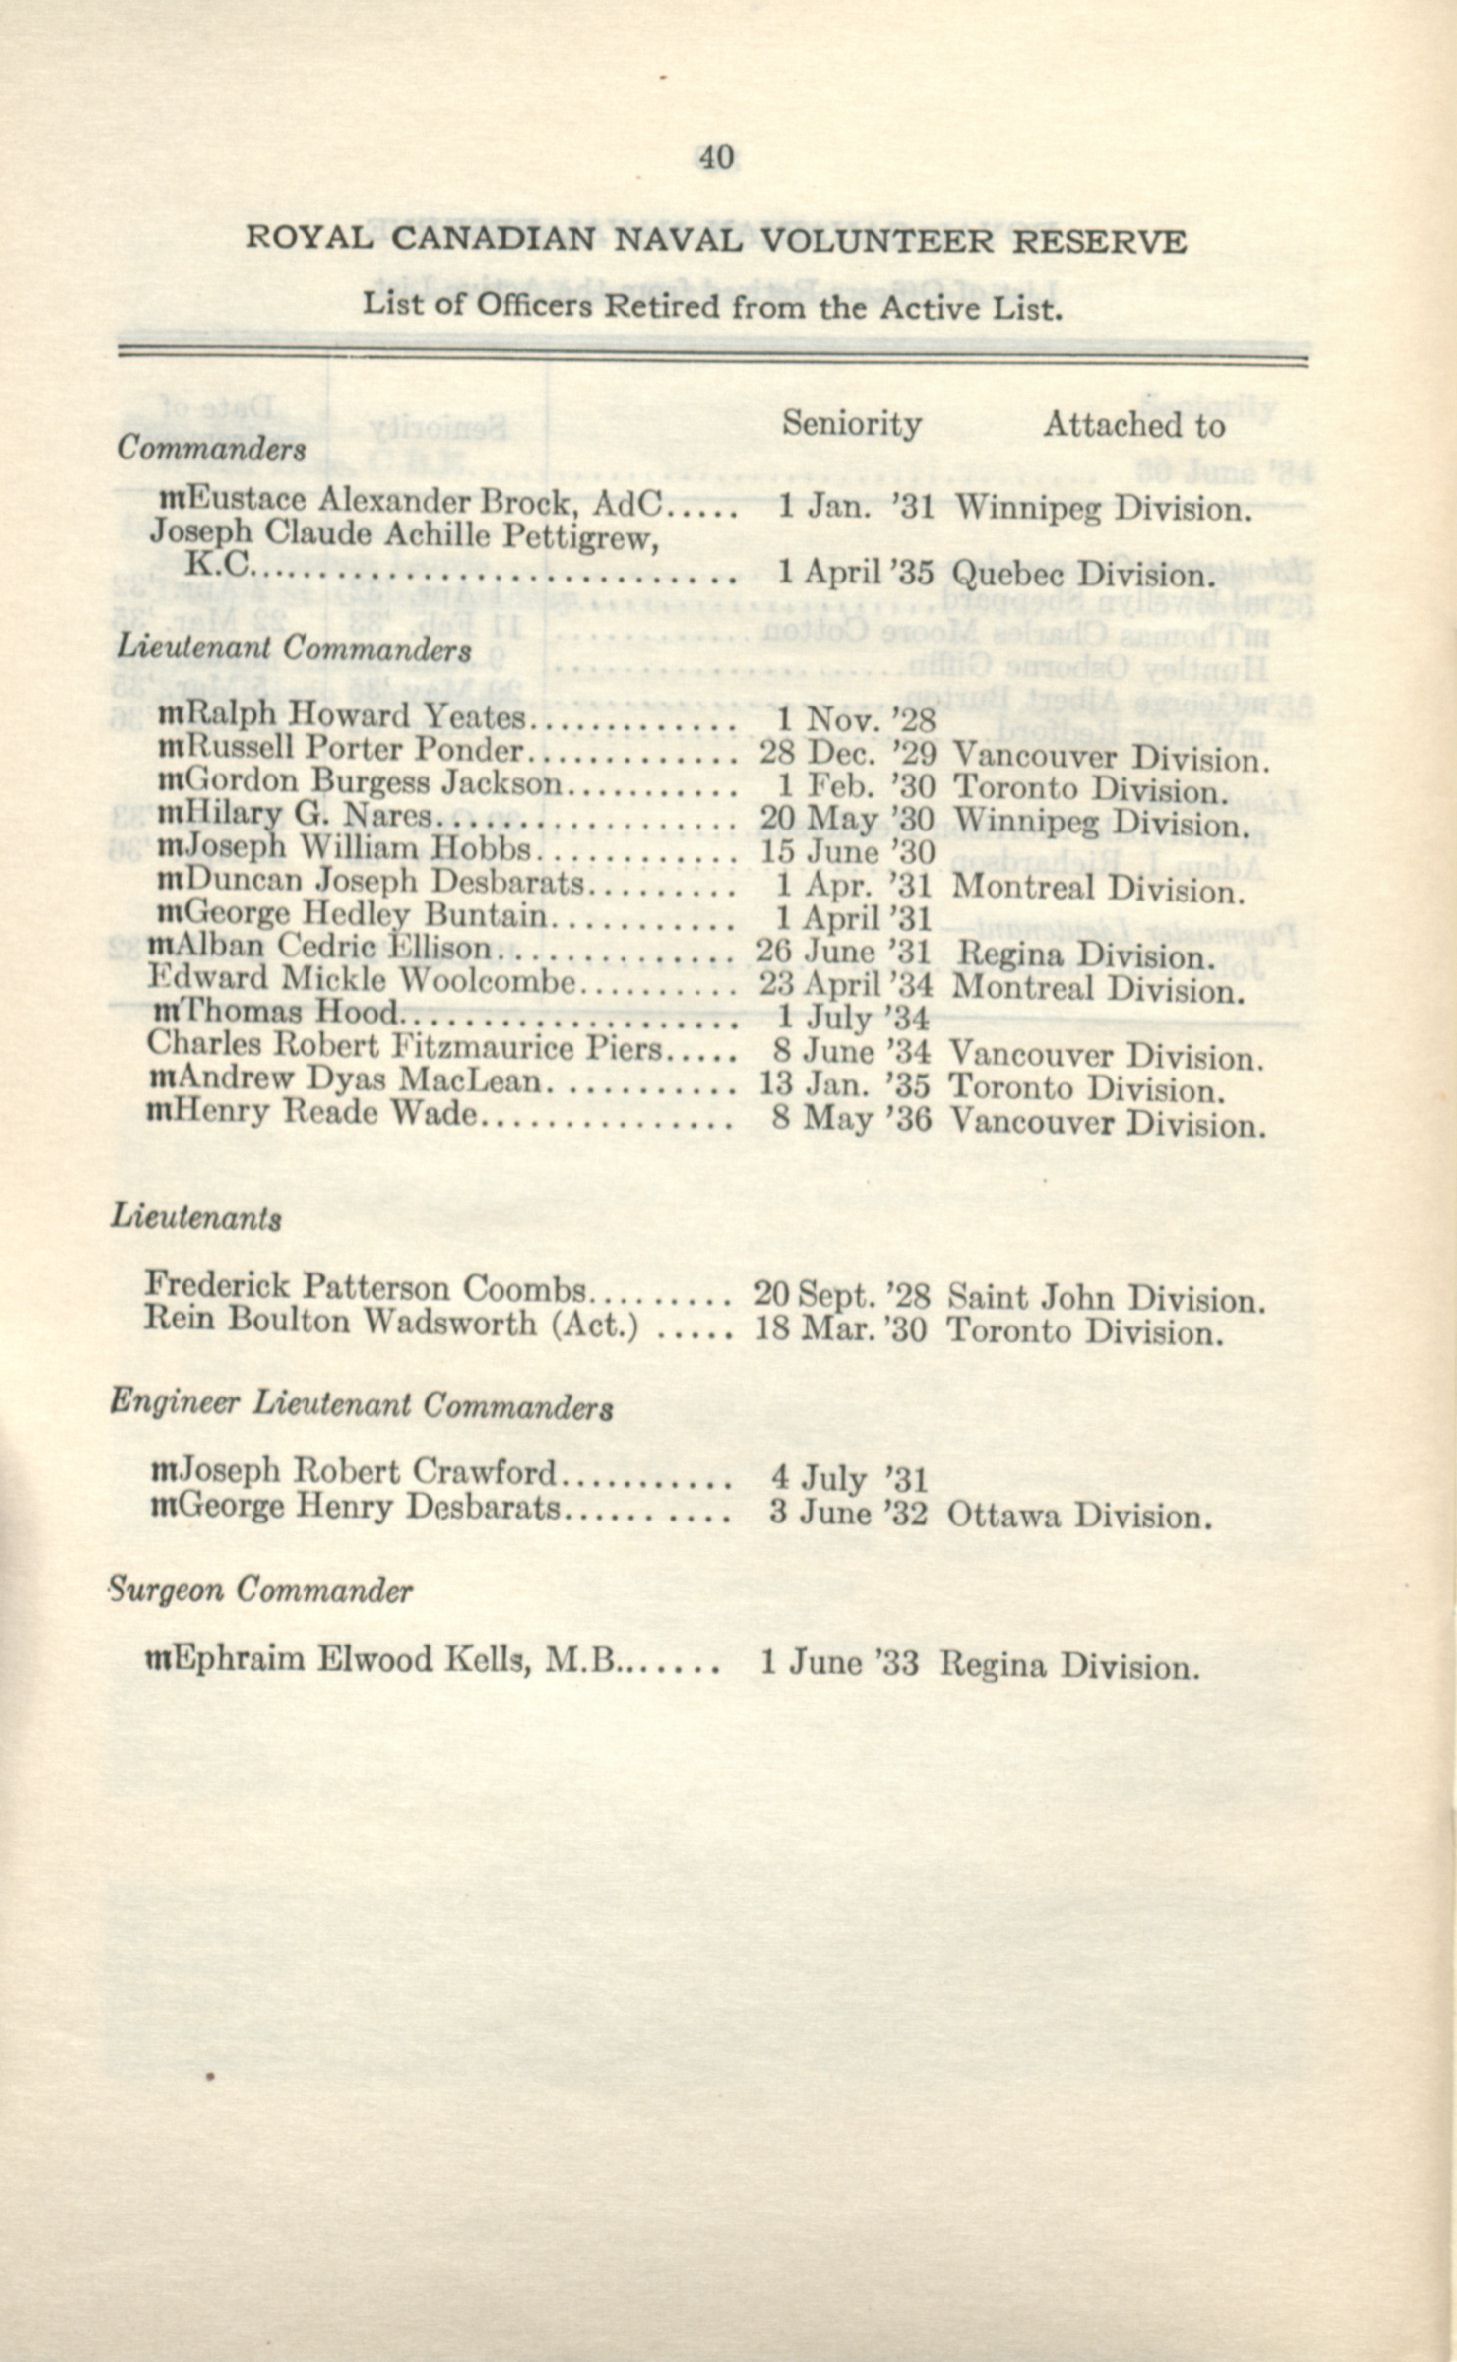 40
ROYAL CANADIAN NAVAL VOLUNTEER RESERVE
List of Officers Retired from the Active List.
Seniority Attached to
Commanders
mEustace Alexander Brock, AdC..... 1 Jan. '31 Winnipeg Division.
Joseph Claude Achille Pettigrew,
K.C............................. 1 April '35 Quebec Division.
Lieutenant Commanders
mRalph Howard Yeates............. 1 Nov. '28
mRussell Porter Ponder............. 28 Dec. '29 Vancouver Division.
mGordon Burgess Jackson........... 1 Feb. '30 Toronto Division.
mHilary G. Nares................... 20 May '30 Winnipeg Division.
mJoseph William Hobbs............. 15 June '30
mDuncan Joseph Desbarats......... 1 Apr. '31 Montreal Division.
mGeorge Hedley Buntain............ 1 April '31
mAlban Cedric Ellison............... 26 June '31 Regina Division.
Edward Mickle Woolcombe.......... 23 April '34 Montreal Division.
mThomas Hood..................... 1 July '34
Charles Robert Fitzmaurice Piers..... 8 June '34 Vancouver Division.
mAndrew Dyas MacLean............ 13 Jan. '35 Toronto Division.
mHenry Reade Wade................ 8 May '36 Vancouver Division.
Lieutenants
Frederick Patterson Coombs......... 20 Sept. '28 Saint John Division.
Rein Boulton Wadsworth (Act.) ..... 18 Mar. '30 Toronto Division.
Engineer Lieutenant Commanders
mJoseph Robert Crawford........... 4 July '31
mGeorge Henry Desbarats.......... 3 June '32 Ottawa Division.
Surgeon Commander
mEphraim Elwood Kells, M.B....... 1 June '33 Regina Division.